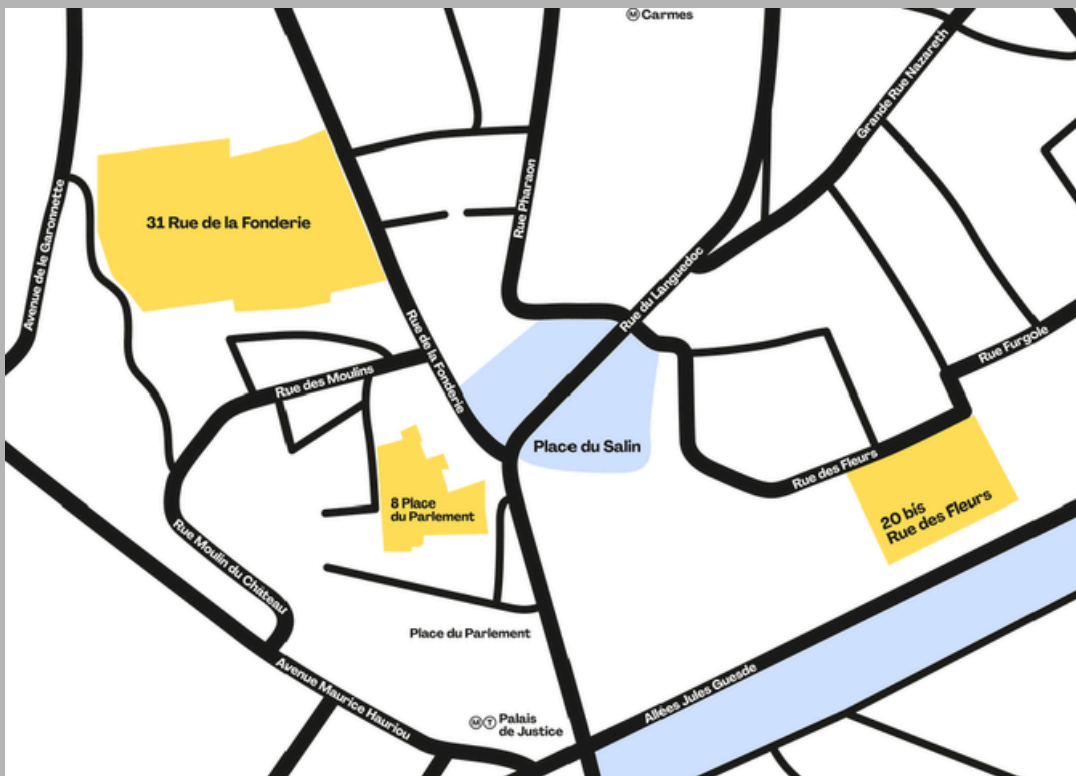 Ⓜ Carmes
Grande Rue Nazareth
31 Rue de la Fonderie
Avenue de le Garonnette
Rue Pharaon
Rue du Languedoc
Rue de la Fonderie
Rue Furgole
Rue des Moulins
Place du Salin
Rue des Fleurs
8 Place
du Parlement
20 bis
Rue des Fleurs
Rue Moulin du Château
Place du Parlement
Avenue Maurice Hauriou
Allées Jules Guesde
ⓂⓉ Palais
de Justice